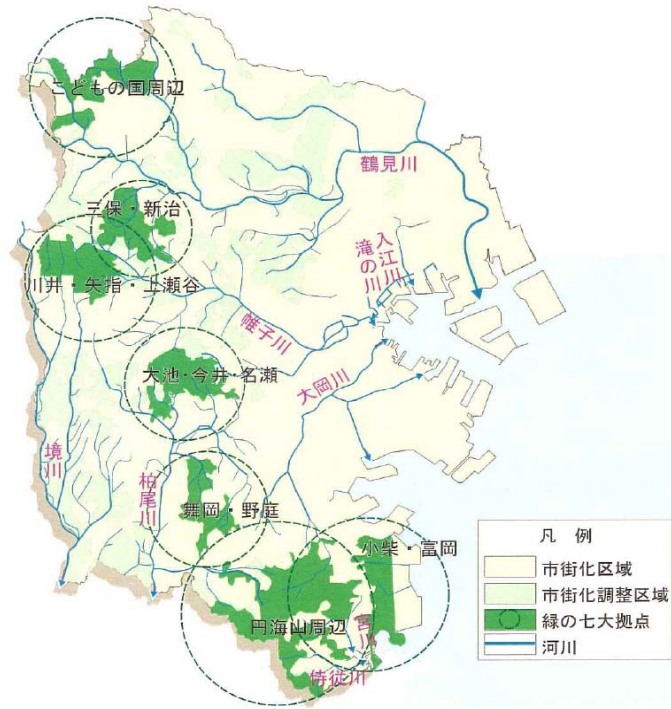 こどもの国周辺
鶴見川
三保・新治
入江川
滝の川
川井・矢指・上瀬谷
帷子川
大池・今井・名瀬
大岡川
境川
柏尾川
舞岡・野庭
小柴・富岡
円海山周辺
宮川
侍従川
凡例
市街化区域
市街化調整区域
緑の七大拠点
河川